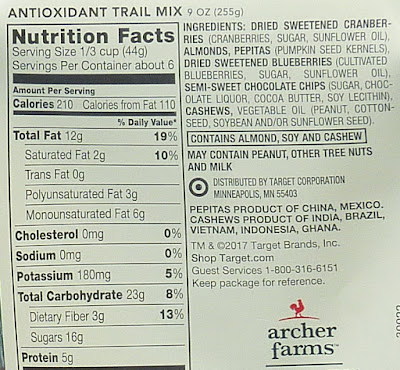 ANTIOXIDANT TRAIL MIX 9 OZ (255g)
Nutrition Facts
Serving Size 1/3 cup (44g)
Servings Per Container about 6
Amount Per Serving
Calories 210 Calories from Fat 110
% Daily Value*
Total Fat 12g 19%
Saturated Fat 2g 10%
Trans Fat 0g
Polyunsaturated Fat 3g
Monounsaturated Fat 6g
Cholesterol 0mg 0%
Sodium 0mg 0%
Potassium 180mg 5%
Total Carbohydrate 23g 8%
Dietary Fiber 3g 13%
Sugars 16g
Protein 5g
INGREDIENTS: DRIED SWEETENED CRANBER-
RIES (CRANBERRIES, SUGAR, SUNFLOWER OIL),
ALMONDS, PEPITAS (PUMPKIN SEED KERNELS),
DRIED SWEETENED BLUEBERRIES (CULTIVATED
BLUEBERRIES, SUGAR, SUNFLOWER OIL),
SEMI-SWEET CHOCOLATE CHIPS (SUGAR, CHOC-
OLATE LIQUOR, COCOA BUTTER, SOY LECITHIN),
CASHEWS, VEGETABLE OIL (PEANUT, COTTON-
SEED, SOYBEAN AND/OR SUNFLOWER SEED).
CONTAINS ALMOND, SOY AND CASHEW
MAY CONTAIN PEANUT, OTHER TREE NUTS
AND MILK
DISTRIBUTED BY TARGET CORPORATION
MINNEAPOLIS, MN 55403
PEPITAS PRODUCT OF CHINA, MEXICO.
CASHEWS PRODUCT OF INDIA, BRAZIL,
VIETNAM, INDONESIA, GHANA.
TM & ©2017 Target Brands, Inc.
Shop Target.com
Guest Services 1-800-316-6151
Keep package for reference.
archer
farms™